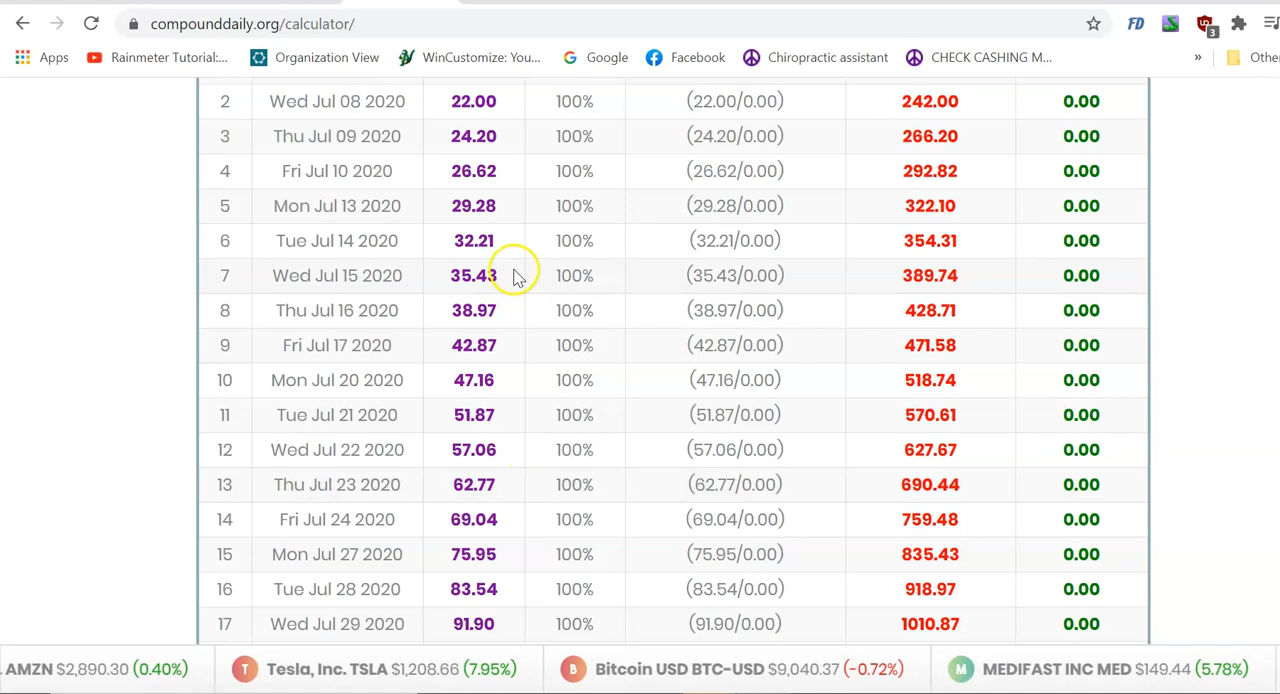 compounddaily.org/calculator/
FD
3
Apps Rainmeter Tutorial:... Organization View WinCustomize: You... Google Facebook Chiropractic assistant CHECK CASHING M... » Othe
2 Wed Jul 08 2020 22.00 100% (22.00/0.00) 242.00 0.00
3 Thu Jul 09 2020 24.20 100% (24.20/0.00) 266.20 0.00
4 Fri Jul 10 2020 26.62 100% (26.62/0.00) 292.82 0.00
5 Mon Jul 13 2020 29.28 100% (29.28/0.00) 322.10 0.00
6 Tue Jul 14 2020 32.21 100% (32.21/0.00) 354.31 0.00
7 Wed Jul 15 2020 35.43 100% (35.43/0.00) 389.74 0.00
8 Thu Jul 16 2020 38.97 100% (38.97/0.00) 428.71 0.00
9 Fri Jul 17 2020 42.87 100% (42.87/0.00) 471.58 0.00
10 Mon Jul 20 2020 47.16 100% (47.16/0.00) 518.74 0.00
11 Tue Jul 21 2020 51.87 100% (51.87/0.00) 570.61 0.00
12 Wed Jul 22 2020 57.06 100% (57.06/0.00) 627.67 0.00
13 Thu Jul 23 2020 62.77 100% (62.77/0.00) 690.44 0.00
14 Fri Jul 24 2020 69.04 100% (69.04/0.00) 759.48 0.00
15 Mon Jul 27 2020 75.95 100% (75.95/0.00) 835.43 0.00
16 Tue Jul 28 2020 83.54 100% (83.54/0.00) 918.97 0.00
17 Wed Jul 29 2020 91.90 100% (91.90/0.00) 1010.87 0.00
. AMZN $2,890.30 (0.40%) T Tesla, Inc. TSLA $1,208.66 (7.95%) B Bitcoin USD BTC-USD $9,040.37 (-0.72%) M MEDIFAST INC MED $149.44 (5.78%)